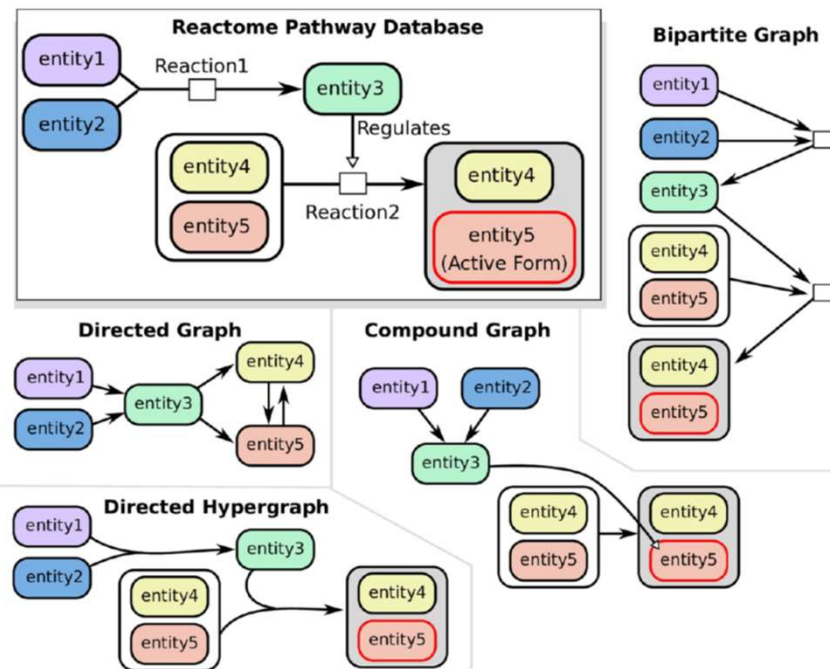 Reactome Pathway Database
entity1
Reaction1
entity2
entity3
Regulates
entity4
entity5
Reaction2
entity4
entity5
(Active Form)
Bipartite Graph
entity1
entity2
entity3
entity4
entity5
entity4
entity5
Directed Graph
entity1
entity2
entity3
entity4
entity5
Compound Graph
entity1
entity2
entity3
entity4
entity5
entity4
entity5
Directed Hypergraph
entity1
entity2
entity3
entity4
entity5
entity4
entity5